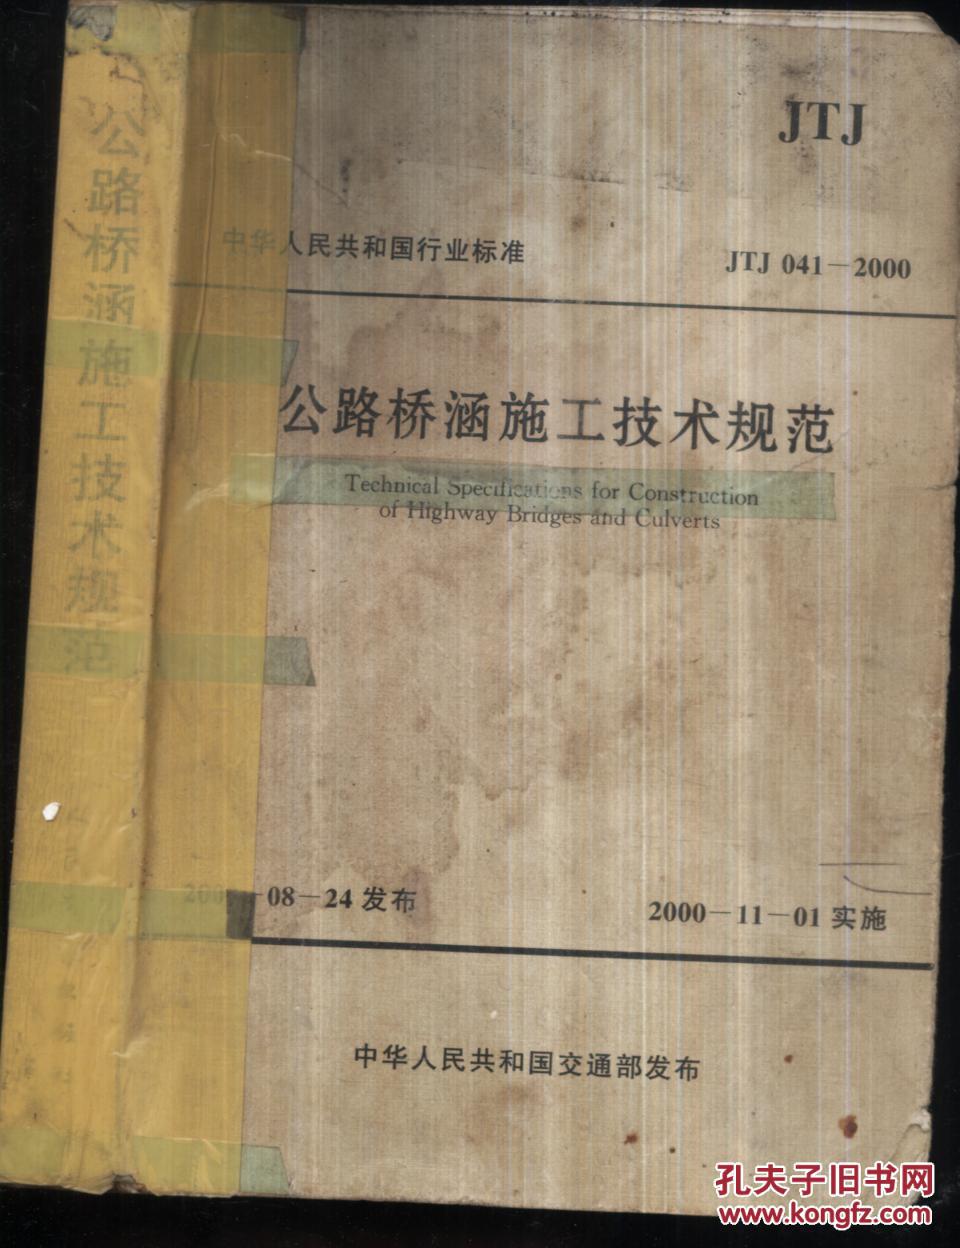 公路桥涵施工技术规范
JTJ
中华人民共和国行业标准
JTJ 041—2000
公路桥涵施工技术规范
Technical Specifications for Construction
of Highway Bridges and Culverts
2000—08—24 发布
2000—11—01 实施
中华人民共和国交通部发布
孔夫子旧书网
www.kongfz.com